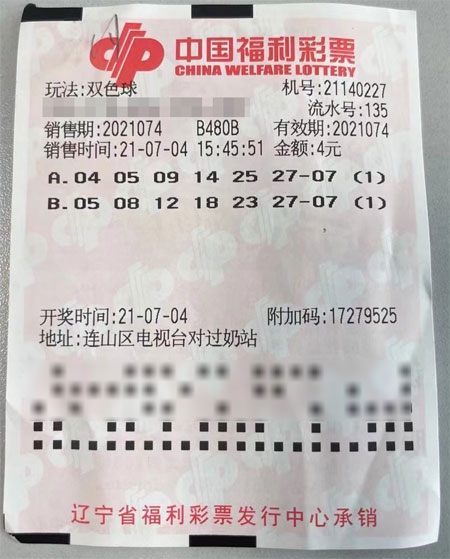 中国福利彩票
CHINA WELFARE LOTTERY
玩法:双色球 机号:21140227
流水号:135
销售期:2021074 B480B 有效期:2021074
销售时间:21-07-04 15:45:51 金额:4元
A.04 05 09 14 25 27-07 (1)
B.05 08 12 18 23 27-07 (1)
开奖时间:21-07-04 附加码:17279525
地址:连山区电视台对过奶站
辽宁省福利彩票发行中心承销